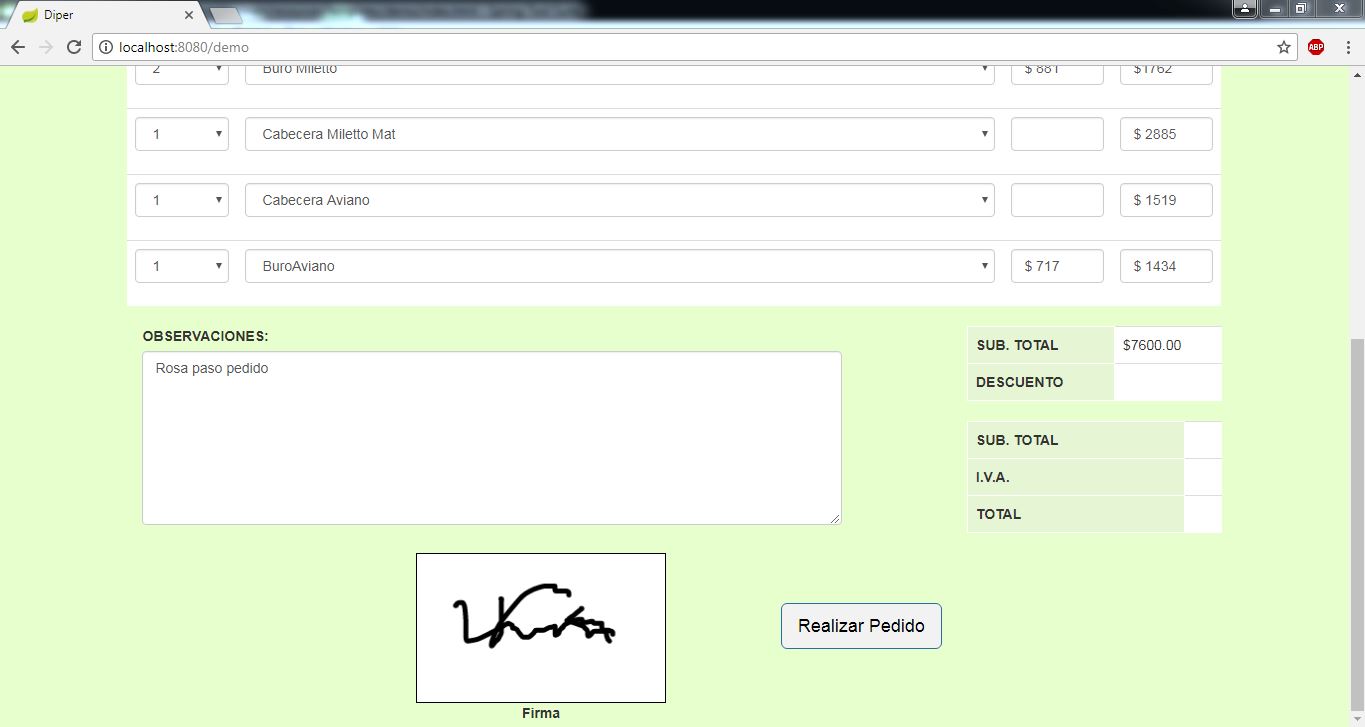 Diper
localhost:8080/demo
ABP
2 Buro Miletto $ 881 $1762
1 Cabecera Miletto Mat $ 2885
1 Cabecera Aviano $ 1519
1 BuroAviano $ 717 $ 1434
OBSERVACIONES:
Rosa paso pedido
SUB. TOTAL $7600.00
DESCUENTO
SUB. TOTAL
I.V.A.
TOTAL
Realizar Pedido
Firma